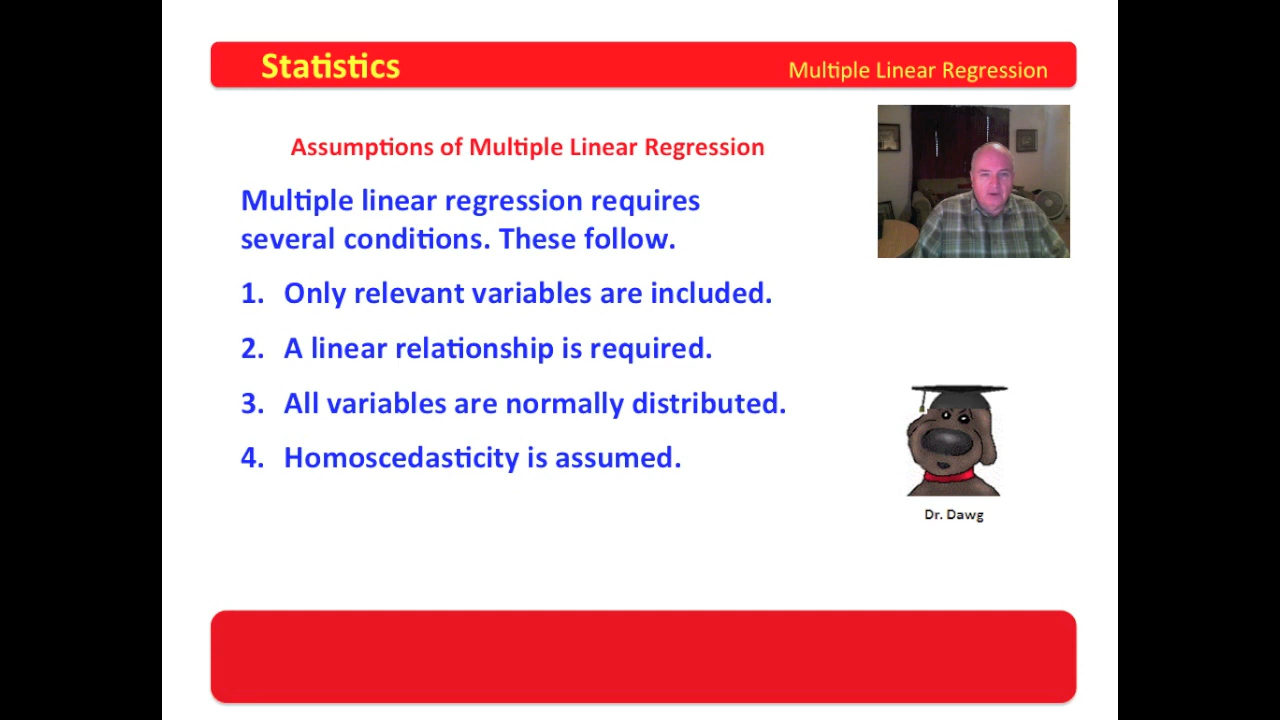 Statistics
Multiple Linear Regression
Assumptions of Multiple Linear Regression
Multiple linear regression requires
several conditions. These follow.
1. Only relevant variables are included.
2. A linear relationship is required.
3. All variables are normally distributed.
4. Homoscedasticity is assumed.
Dr. Dawg